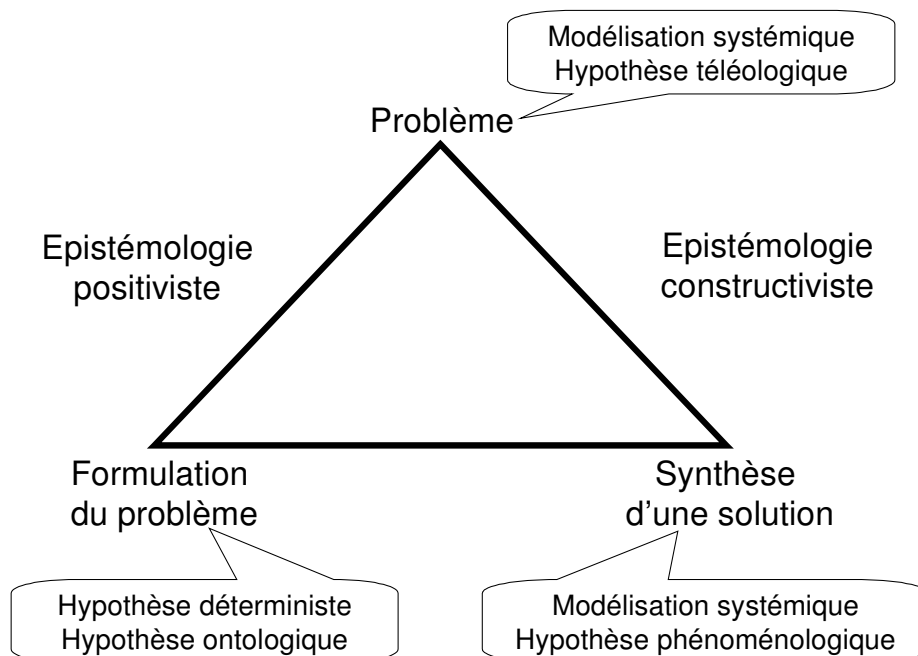 Modélisation systémique
Hypothèse téléologique
Problème
Epistémologie
positiviste
Epistémologie
constructiviste
Formulation
du problème
Synthèse
d'une solution
Hypothèse déterministe
Hypothèse ontologique
Modélisation systémique
Hypothèse phénoménologique